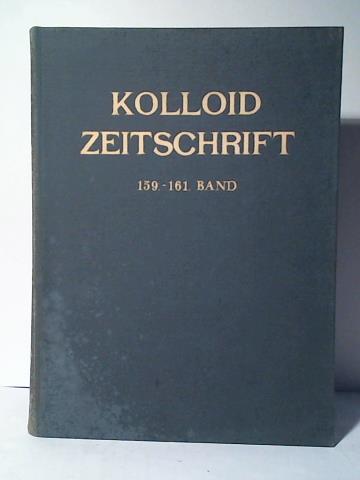 KOLLOID
ZEITSCHRIFT
159.-161. BAND